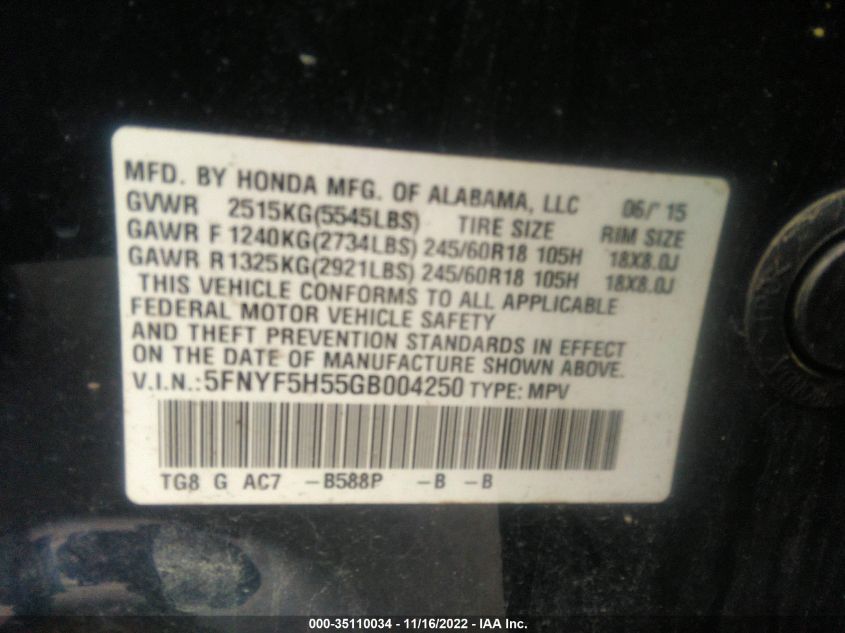 MFD. BY HONDA MFG. OF ALABAMA, LLC 06/ 15
GVWR 2515KG(5545LBS) TIRE SIZE RIM SIZE
GAWR F 1240KG(2734LBS) 245/60R18 105H 18X8.0J
GAWR R 1325KG(2921LBS) 245/60R18 105H 18X8.0J
THIS VEHICLE CONFORMS TO ALL APPLICABLE
FEDERAL MOTOR VEHICLE SAFETY
AND THEFT PREVENTION STANDARDS IN EFFECT
ON THE DATE OF MANUFACTURE SHOWN ABOVE.
V.I.N.: 5FNYF5H55GB004250 TYPE: MPV
TG8 G AC7 -B588P -B -B
000-35110034 - 11/16/2022 - IAA Inc.